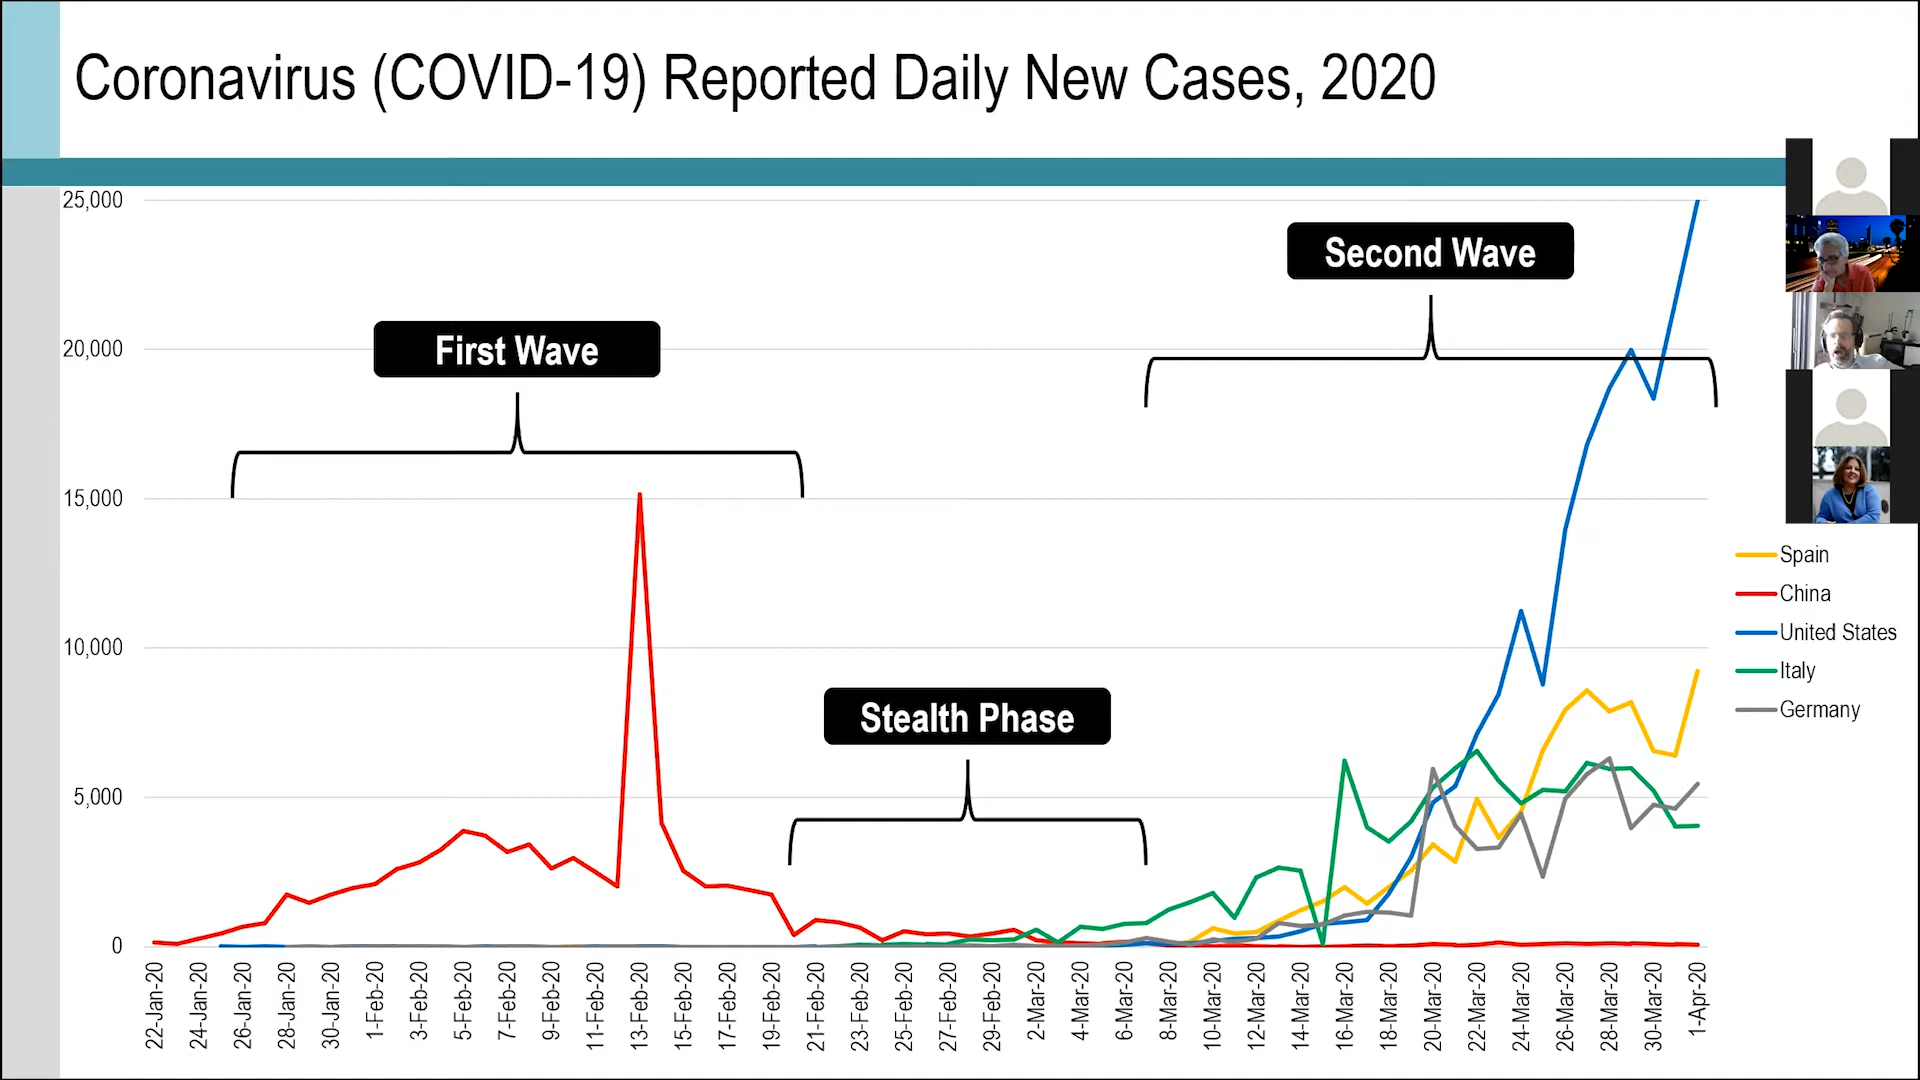 Coronavirus (COVID-19) Reported Daily New Cases, 2020
25,000
20,000
15,000
10,000
5,000
0
First Wave
Second Wave
Stealth Phase
Spain
China
United States
Italy
Germany
22-Jan-20
24-Jan-20
26-Jan-20
28-Jan-20
30-Jan-20
1-Feb-20
3-Feb-20
5-Feb-20
7-Feb-20
9-Feb-20
11-Feb-20
13-Feb-20
15-Feb-20
17-Feb-20
19-Feb-20
21-Feb-20
23-Feb-20
25-Feb-20
27-Feb-20
29-Feb-20
2-Mar-20
4-Mar-20
6-Mar-20
8-Mar-20
10-Mar-20
12-Mar-20
14-Mar-20
16-Mar-20
18-Mar-20
20-Mar-20
22-Mar-20
24-Mar-20
26-Mar-20
28-Mar-20
30-Mar-20
1-Apr-20